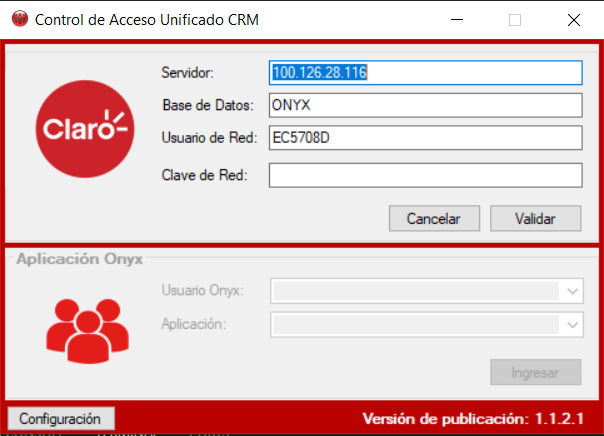 Control de Acceso Unificado CRM
Claro
Servidor: 100.126.28.116
Base de Datos: ONYX
Usuario de Red: EC5708D
Clave de Red:
Cancelar Validar
Aplicación Onyx
Usuario Onyx:
Aplicación:
Ingresar
Configuración Versión de publicación: 1.1.2.1